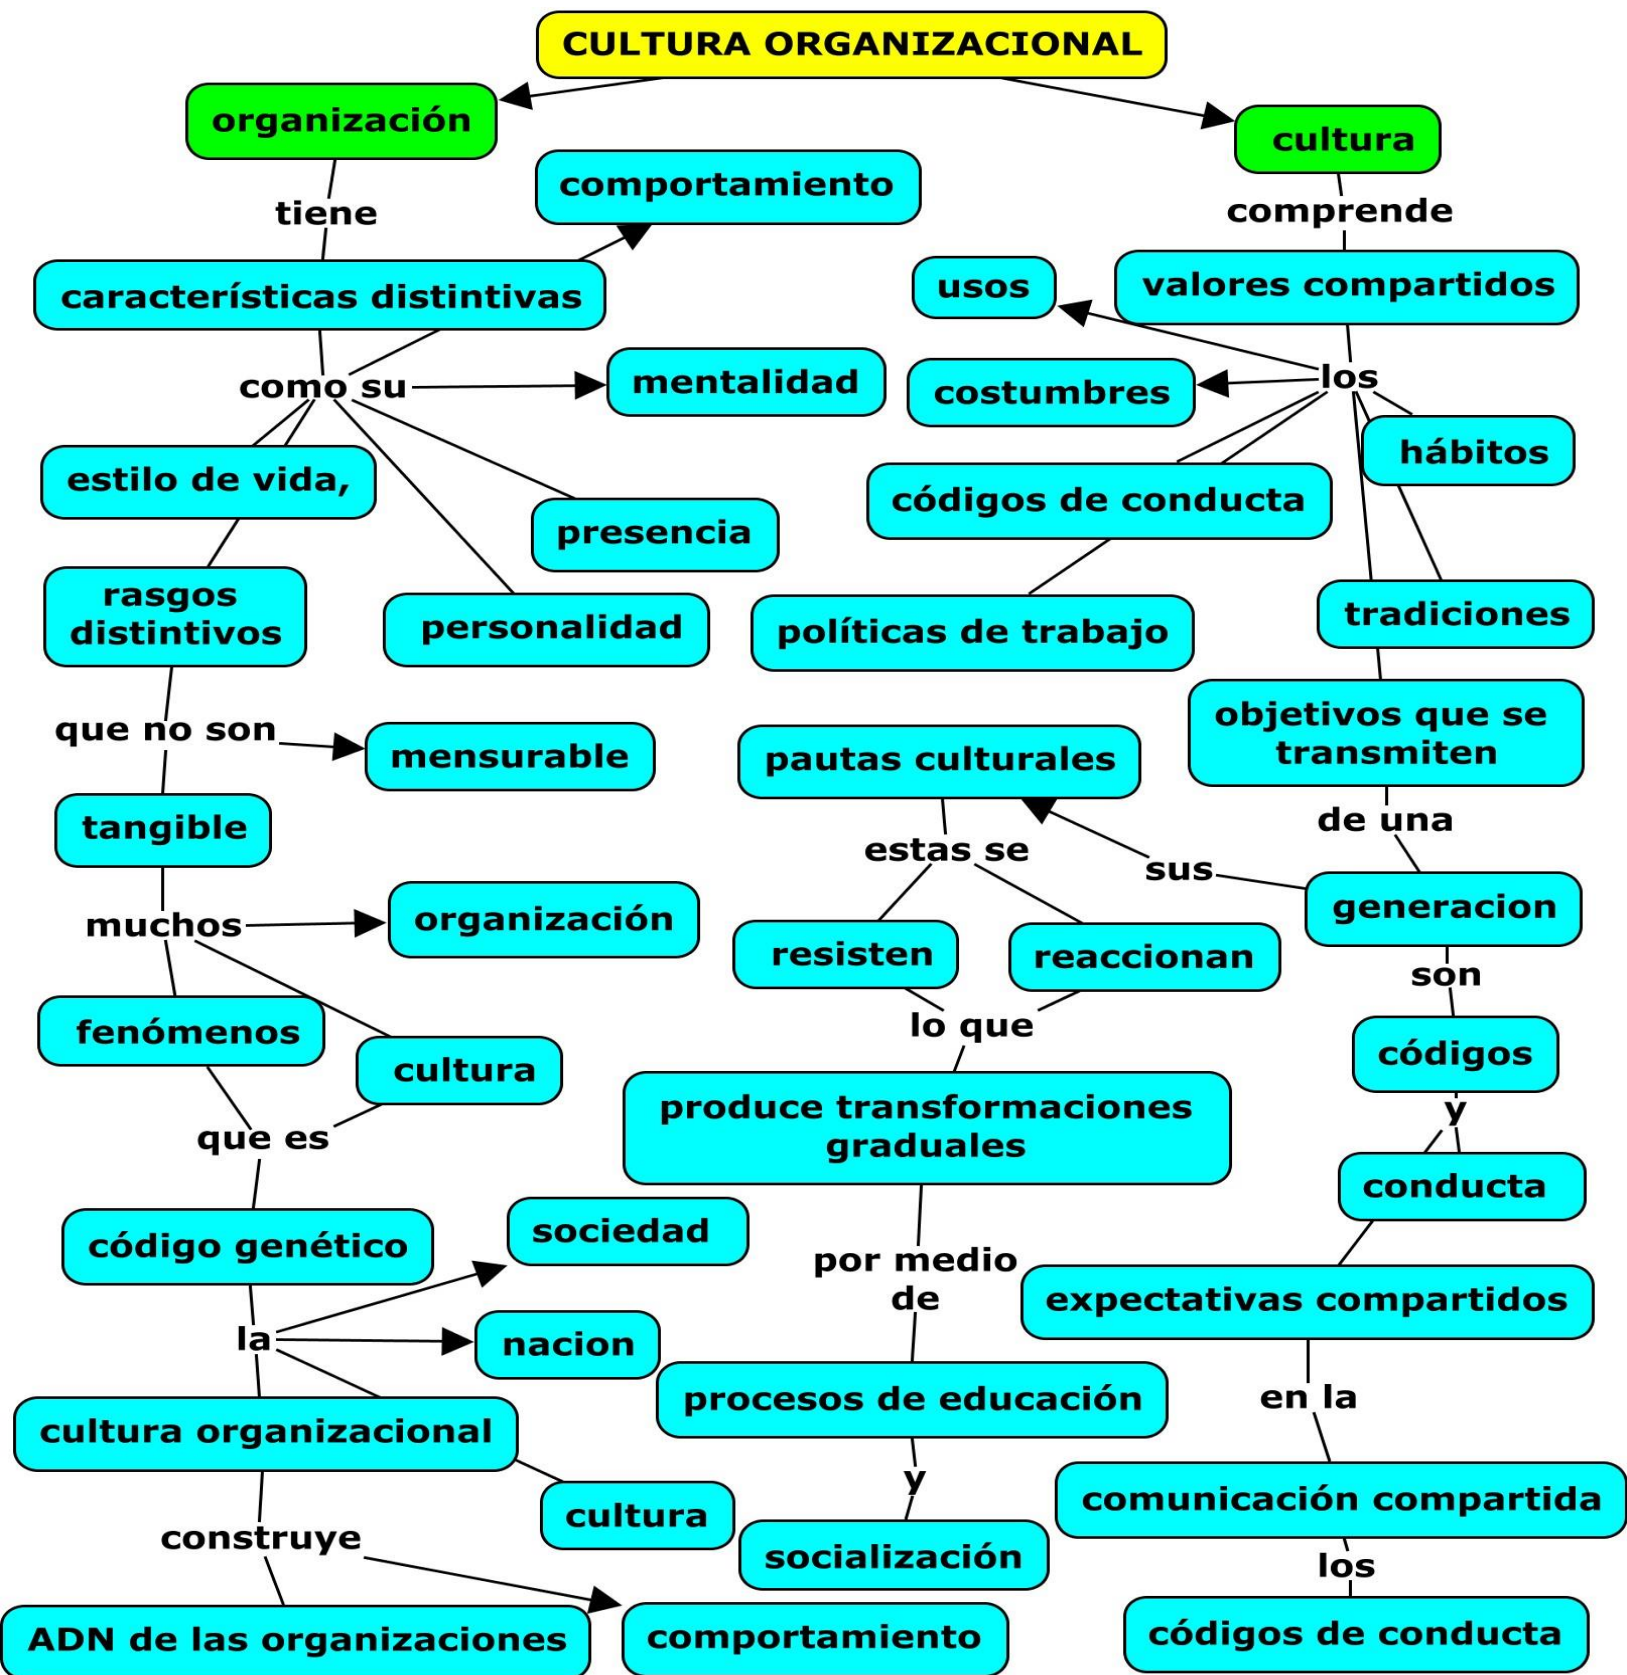 CULTURA ORGANIZACIONAL
organización
tiene
características distintivas
como su
comportamiento
mentalidad
estilo de vida,
presencia
rasgos
distintivos
personalidad
que no son
mensurable
tangible
muchos
organización
fenómenos
cultura
que es
código genético
la
sociedad
nacion
cultura organizacional
cultura
construye
ADN de las organizaciones
comportamiento
cultura
comprende
valores compartidos
los
usos
costumbres
hábitos
códigos de conducta
tradiciones
políticas de trabajo
objetivos que se
transmiten
de una
generacion
sus
pautas culturales
estas se
resisten
reaccionan
lo que
produce transformaciones
graduales
por medio
de
procesos de educación
y
socialización
son
códigos
y
conducta
expectativas compartidos
en la
comunicación compartida
los
códigos de conducta